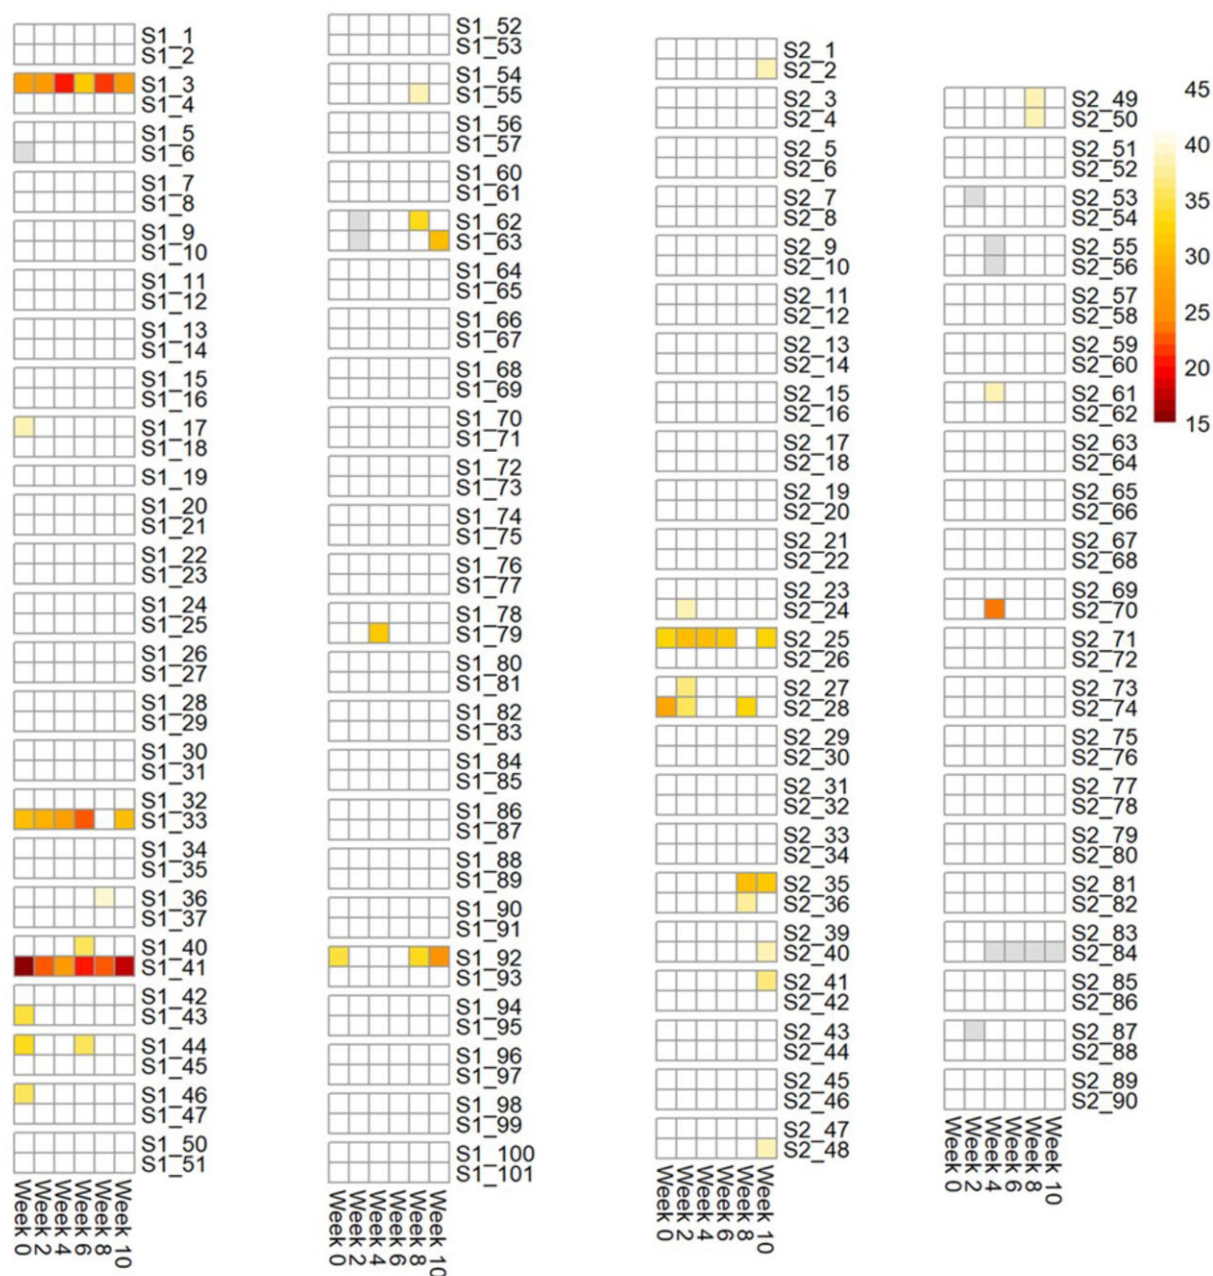 S1_1
S1_2
S1_3
S1_4
S1_5
S1_6
S1_7
S1_8
S1_9
S1_10
S1_11
S1_12
S1_13
S1_14
S1_15
S1_16
S1_17
S1_18
S1_19
S1_20
S1_21
S1_22
S1_23
S1_24
S1_25
S1_26
S1_27
S1_28
S1_29
S1_30
S1_31
S1_32
S1_33
S1_34
S1_35
S1_36
S1_37
S1_40
S1_41
S1_42
S1_43
S1_44
S1_45
S1_46
S1_47
S1_50
S1_51
Week 0
Week 2
Week 4
Week 6
Week 8
Week 10
S1_52
S1_53
S1_54
S1_55
S1_56
S1_57
S1_60
S1_61
S1_62
S1_63
S1_64
S1_65
S1_66
S1_67
S1_68
S1_69
S1_70
S1_71
S1_72
S1_73
S1_74
S1_75
S1_76
S1_77
S1_78
S1_79
S1_80
S1_81
S1_82
S1_83
S1_84
S1_85
S1_86
S1_87
S1_88
S1_89
S1_90
S1_91
S1_92
S1_93
S1_94
S1_95
S1_96
S1_97
S1_98
S1_99
S1_100
S1_101
Week 0
Week 2
Week 4
Week 6
Week 8
Week 10
S2_1
S2_2
S2_3
S2_4
S2_5
S2_6
S2_7
S2_8
S2_9
S2_10
S2_11
S2_12
S2_13
S2_14
S2_15
S2_16
S2_17
S2_18
S2_19
S2_20
S2_21
S2_22
S2_23
S2_24
S2_25
S2_26
S2_27
S2_28
S2_29
S2_30
S2_31
S2_32
S2_33
S2_34
S2_35
S2_36
S2_39
S2_40
S2_41
S2_42
S2_43
S2_44
S2_45
S2_46
S2_47
S2_48
Week 0
Week 2
Week 4
Week 6
Week 8
Week 10
S2_49
S2_50
S2_51
S2_52
S2_53
S2_54
S2_55
S2_56
S2_57
S2_58
S2_59
S2_60
S2_61
S2_62
S2_63
S2_64
S2_65
S2_66
S2_67
S2_68
S2_69
S2_70
S2_71
S2_72
S2_73
S2_74
S2_75
S2_76
S2_77
S2_78
S2_79
S2_80
S2_81
S2_82
S2_83
S2_84
S2_85
S2_86
S2_87
S2_88
S2_89
S2_90
Week 0
Week 2
Week 4
Week 6
Week 8
Week 10
45
40
35
30
25
20
15